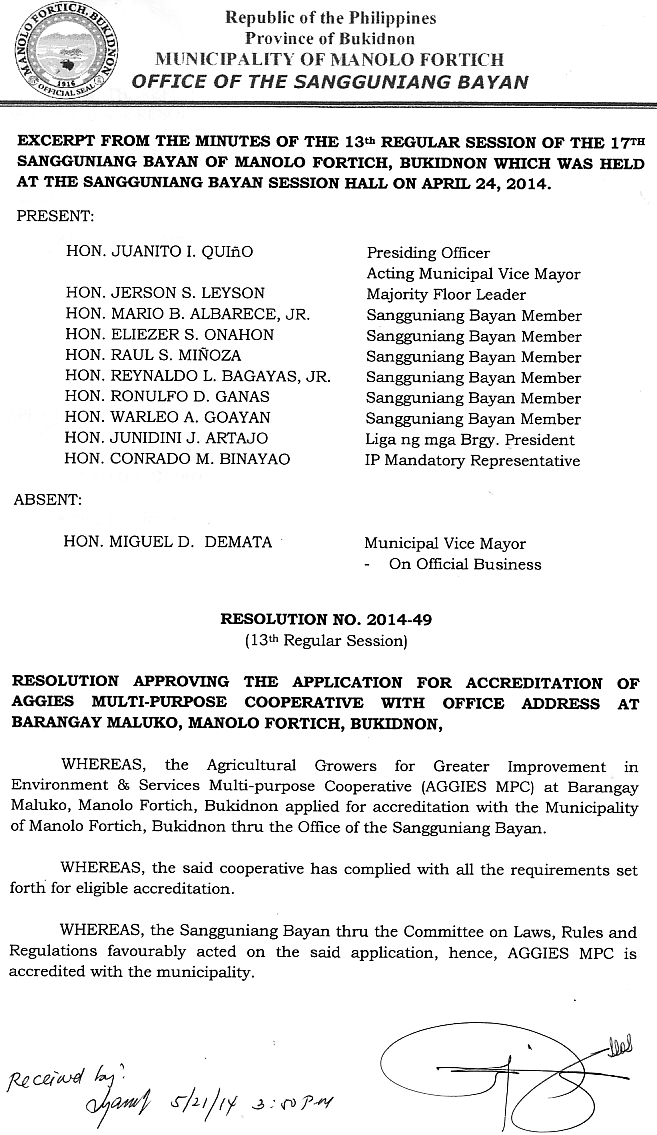 MANOLO FORTICH, BUKIDNON
1914
OFFICIAL SEAL
Republic of the Philippines
Province of Bukidnon
MUNICIPALITY OF MANOLO FORTICH
OFFICE OF THE SANGGUNIANG BAYAN
EXCERPT FROM THE MINUTES OF THE 13th REGULAR SESSION OF THE 17TH
SANGGUNIANG BAYAN OF MANOLO FORTICH, BUKIDNON WHICH WAS HELD
AT THE SANGGUNIANG BAYAN SESSION HALL ON APRIL 24, 2014.
PRESENT:
HON. JUANITO I. QUIñO Presiding Officer
Acting Municipal Vice Mayor
HON. JERSON S. LEYSON Majority Floor Leader
HON. MARIO B. ALBARECE, JR. Sangguniang Bayan Member
HON. ELIEZER S. ONAHON Sangguniang Bayan Member
HON. RAUL S. MIÑOZA Sangguniang Bayan Member
HON. REYNALDO L. BAGAYAS, JR. Sangguniang Bayan Member
HON. RONULFO D. GANAS Sangguniang Bayan Member
HON. WARLEO A. GOAYAN Sangguniang Bayan Member
HON. JUNIDINI J. ARTAJO Liga ng mga Brgy. President
HON. CONRADO M. BINAYAO IP Mandatory Representative
ABSENT:
HON. MIGUEL D. DEMATA Municipal Vice Mayor
- On Official Business
RESOLUTION NO. 2014-49
(13th Regular Session)
RESOLUTION APPROVING THE APPLICATION FOR ACCREDITATION OF
AGGIES MULTI-PURPOSE COOPERATIVE WITH OFFICE ADDRESS AT
BARANGAY MALUKO, MANOLO FORTICH, BUKIDNON,
WHEREAS, the Agricultural Growers for Greater Improvement in
Environment & Services Multi-purpose Cooperative (AGGIES MPC) at Barangay
Maluko, Manolo Fortich, Bukidnon applied for accreditation with the Municipality
of Manolo Fortich, Bukidnon thru the Office of the Sangguniang Bayan.
WHEREAS, the said cooperative has complied with all the requirements set
forth for eligible accreditation.
WHEREAS, the Sangguniang Bayan thru the Committee on Laws, Rules and
Regulations favourably acted on the said application, hence, AGGIES MPC is
accredited with the municipality.
Received by:
5/21/14 3:50 PM